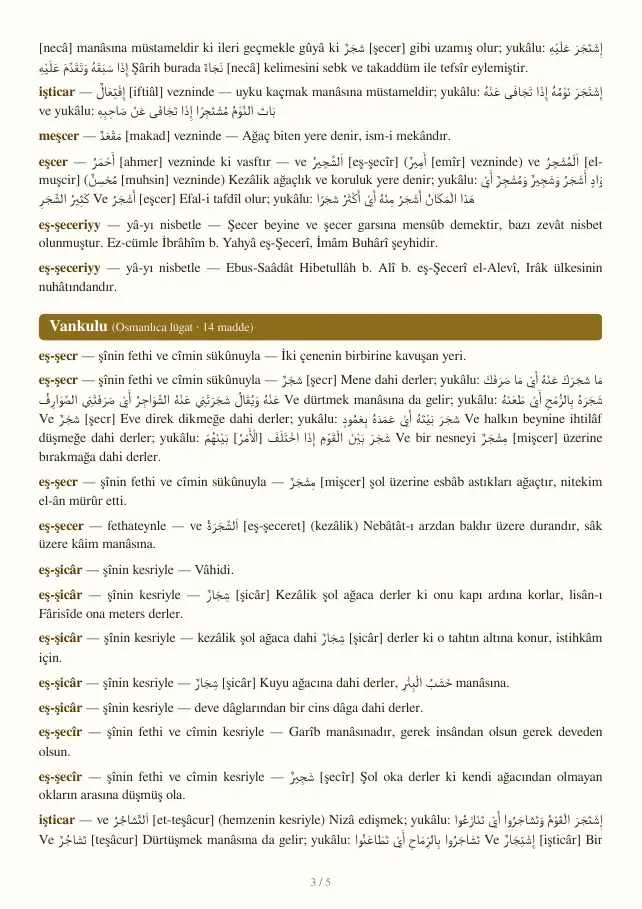 [necâ] manâsına müstameldir ki ileri geçmekle gûyâ ki شَجَرٌ [şecer] gibi uzamış olur; yukâlu: إِشْتَجَرَ عَلَيْهِ
إِذَا سَبَقَهُ وَتَقَدَّمَ عَلَيْهِ Şârih burada نَجَاةٌ [necâ] kelimesini sebk ve takaddüm ile tefsîr eylemiştir.
işticar — إِفْتِعَالٌ [iftiâl] vezninde — uyku kaçmak manâsına müstameldir; yukâlu: إِشْتَجَرَ نَوْمُهُ إِذَا تَجَافَى عَنْهُ
ve yukâlu: بَاتَ النَّوْمُ مُشْتَجِرًا إِذَا تَجَافَى عَنْ صَاحِبِهِ
meşcer — مَقْعَدٌ [makad] vezninde — Ağaç biten yere denir, ism-i mekândır.
eşcer — أَحْمَرُ [ahmer] vezninde ki vasftır — ve اَلشَّجِيرُ [eş-şecîr] (أَمِيرٌ [emîr] vezninde) ve اَلْمُشْجِرُ [el-
muşcir] (مُحْسِنٌ [muhsin] vezninde) Kezâlik ağaçlık ve koruluk yere denir; yukâlu: وَادٍ أَشْجَرُ وَشَجِيرٌ وَمُشْجِرٌ أَيْ
كَثِيرُ الشَّجَرِ Ve أَشْجَرُ [eşcer] Efal-i tafdîl olur; yukâlu: هَذَا الْمَكَانُ أَشْجَرُ مِنْهُ أَيْ أَكْثَرُ شَجَرًا
eş-şeceriyy — yâ-yı nisbetle — Şecer beyine ve şecer garsına mensûb demektir, bazı zevât nisbet
olunmuştur. Ez-cümle İbrâhîm b. Yahyâ eş-Şecerî, İmâm Buhârî şeyhidir.
eş-şeceriyy — yâ-yı nisbetle — Ebus-Saâdât Hibetullâh b. Alî b. eş-Şecerî el-Alevî, Irâk ülkesinin
nuhâtındandır.
Vankulu (Osmanlıca lügat · 14 madde)
eş-şecr — şînin fethi ve cîmin sükûnuyla — İki çenenin birbirine kavuşan yeri.
eş-şecr — şînin fethi ve cîmin sükûnuyla — شَجْرٌ [şecr] Mene dahi derler; yukâlu: مَا شَجَرَكَ عَنْهُ أَيْ مَا صَرَفَكَ
عَنْهُ وَيُقَالُ شَجَرَتْنِي عَنْهُ الشَّوَاجِرُ أَيْ صَرَفَتْنِي الصَّوَارِفُ Ve dürtmek manâsına da gelir; yukâlu: شَجَرَهُ بِالرُّمْحِ أَيْ طَعَنَهُ
Ve شَجْرٌ [şecr] Eve direk dikmeğe dahi derler; yukâlu: شَجَرَ بَيْتَهُ أَيْ عَمَدَهُ بِعَمُودٍ Ve halkın beynine ihtilâf
düşmeğe dahi derler; yukâlu: شَجَرَ بَيْنَ الْقَوْمِ إِذَا اخْتَلَفَ [الْأَمْرُ] بَيْنَهُمْ Ve bir nesneyi مِشْجَرٌ [mişcer] üzerine
bırakmağa dahi derler.
eş-şecr — şînin fethi ve cîmin sükûnuyla — مِشْجَرٌ [mişcer] şol üzerine esbâb astıkları ağaçtır, nitekim
el-ân mürûr etti.
eş-şecer — fethateynle — ve اَلشَّجَرَةُ [eş-şeceret] (kezâlik) Nebâtât-ı arzdan baldır üzere durandır, sâk
üzere kâim manâsına.
eş-şicâr — şînin kesriyle — Vâhidi.
eş-şicâr — şînin kesriyle — شِجَارٌ [şicâr] Kezâlik şol ağaca derler ki onu kapı ardına korlar, lisân-ı
Fârisîde ona meters derler.
eş-şicâr — şînin kesriyle — kezâlik şol ağaca dahi شِجَارٌ [şicâr] derler ki o tahtın altına konur, istihkâm
için.
eş-şicâr — şînin kesriyle — شِجَارٌ [şicâr] Kuyu ağacına dahi derler, خَشَبُ الْبِئْرِ manâsına.
eş-şicâr — şînin kesriyle — deve dâglarından bir cins dâga dahi derler.
eş-şecîr — şînin fethi ve cîmin kesriyle — Garîb manâsınadır, gerek insândan olsun gerek deveden
olsun.
eş-şecîr — şînin fethi ve cîmin kesriyle — شَجِيرٌ [şecîr] Şol oka derler ki kendi ağacından olmayan
okların arasına düşmüş ola.
işticar — ve اَلتَّشَاجُرُ [et-teşâcur] (hemzenin kesriyle) Nizâ edişmek; yukâlu: إِشْتَجَرَ الْقَوْمُ وَتَشَاجَرُوا أَيْ تَنَازَعُوا
Ve تَشَاجُرٌ [teşâcur] Dürtüşmek manâsına da gelir; yukâlu: تَشَاجَرُوا بِالرِّمَاحِ أَيْ تَطَاعَنُوا Ve إِشْتِجَارٌ [işticâr] Bir
3 / 5